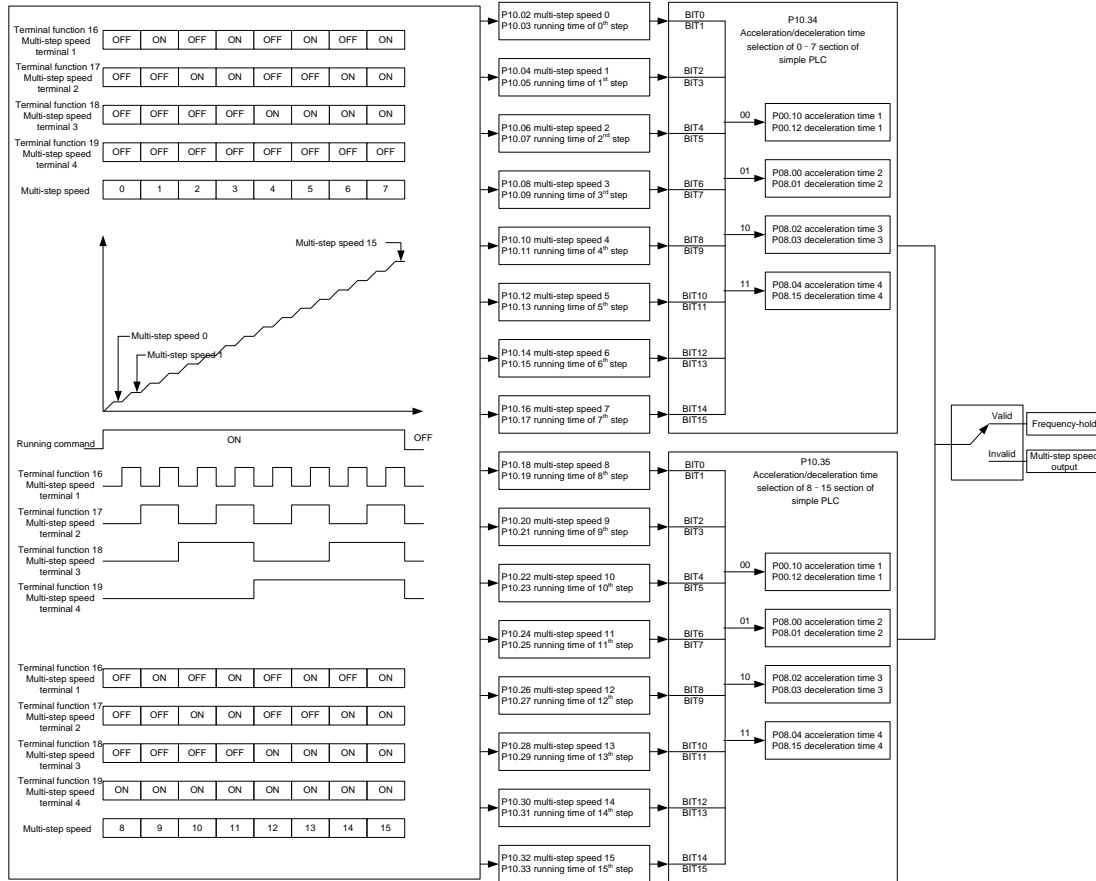 Terminal function 16
Multi-step speed
terminal 1
OFF ON OFF ON OFF ON OFF ON
Terminal function 17
Multi-step speed
terminal 2
OFF OFF ON ON OFF OFF ON ON
Terminal function 18
Multi-step speed
terminal 3
OFF OFF OFF OFF ON ON ON ON
Terminal function 19
Multi-step speed
terminal 4
OFF OFF OFF OFF OFF OFF OFF OFF
Multi-step speed 0 1 2 3 4 5 6 7
Multi-step speed 15
Multi-step speed 0
Multi-step speed 1
Running command ON OFF
Terminal function 16
Multi-step speed
terminal 1
Terminal function 17
Multi-step speed
terminal 2
Terminal function 18
Multi-step speed
terminal 3
Terminal function 19
Multi-step speed
terminal 4
Terminal function 16
Multi-step speed
terminal 1
OFF ON OFF ON OFF ON OFF ON
Terminal function 17
Multi-step speed
terminal 2
OFF OFF ON ON OFF OFF ON ON
Terminal function 18
Multi-step speed
terminal 3
OFF OFF OFF OFF ON ON ON ON
Terminal function 19
Multi-step speed
terminal 4
ON ON ON ON ON ON ON ON
Multi-step speed 8 9 10 11 12 13 14 15
P10.02 multi-step speed 0
P10.03 running time of 0th step
P10.04 multi-step speed 1
P10.05 running time of 1st step
P10.06 multi-step speed 2
P10.07 running time of 2nd step
P10.08 multi-step speed 3
P10.09 running time of 3rd step
P10.10 multi-step speed 4
P10.11 running time of 4th step
P10.12 multi-step speed 5
P10.13 running time of 5th step
P10.14 multi-step speed 6
P10.15 running time of 6th step
P10.16 multi-step speed 7
P10.17 running time of 7th step
P10.18 multi-step speed 8
P10.19 running time of 8th step
P10.20 multi-step speed 9
P10.21 running time of 9th step
P10.22 multi-step speed 10
P10.23 running time of 10th step
P10.24 multi-step speed 11
P10.25 running time of 11th step
P10.26 multi-step speed 12
P10.27 running time of 12th step
P10.28 multi-step speed 13
P10.29 running time of 13th step
P10.30 multi-step speed 14
P10.31 running time of 14th step
P10.32 multi-step speed 15
P10.33 running time of 15th step
BIT0
BIT1
BIT2
BIT3
BIT4
BIT5
BIT6
BIT7
BIT8
BIT9
BIT10
BIT11
BIT12
BIT13
BIT14
BIT15
P10.34
Acceleration/deceleration time
selection of 0 - 7 section of
simple PLC
00
P00.10 acceleration time 1
P00.12 deceleration time 1
01
P08.00 acceleration time 2
P08.01 deceleration time 2
10
P08.02 acceleration time 3
P08.03 deceleration time 3
11
P08.04 acceleration time 4
P08.15 deceleration time 4
BIT0
BIT1
BIT2
BIT3
BIT4
BIT5
BIT6
BIT7
BIT8
BIT9
BIT10
BIT11
BIT12
BIT13
BIT14
BIT15
P10.35
Acceleration/deceleration time
selection of 8 - 15 section of
simple PLC
00
P00.10 acceleration time 1
P00.12 deceleration time 1
01
P08.00 acceleration time 2
P08.01 deceleration time 2
10
P08.02 acceleration time 3
P08.03 deceleration time 3
11
P08.04 acceleration time 4
P08.15 deceleration time 4
Valid
Frequency-hold
Invalid
Multi-step speed
output